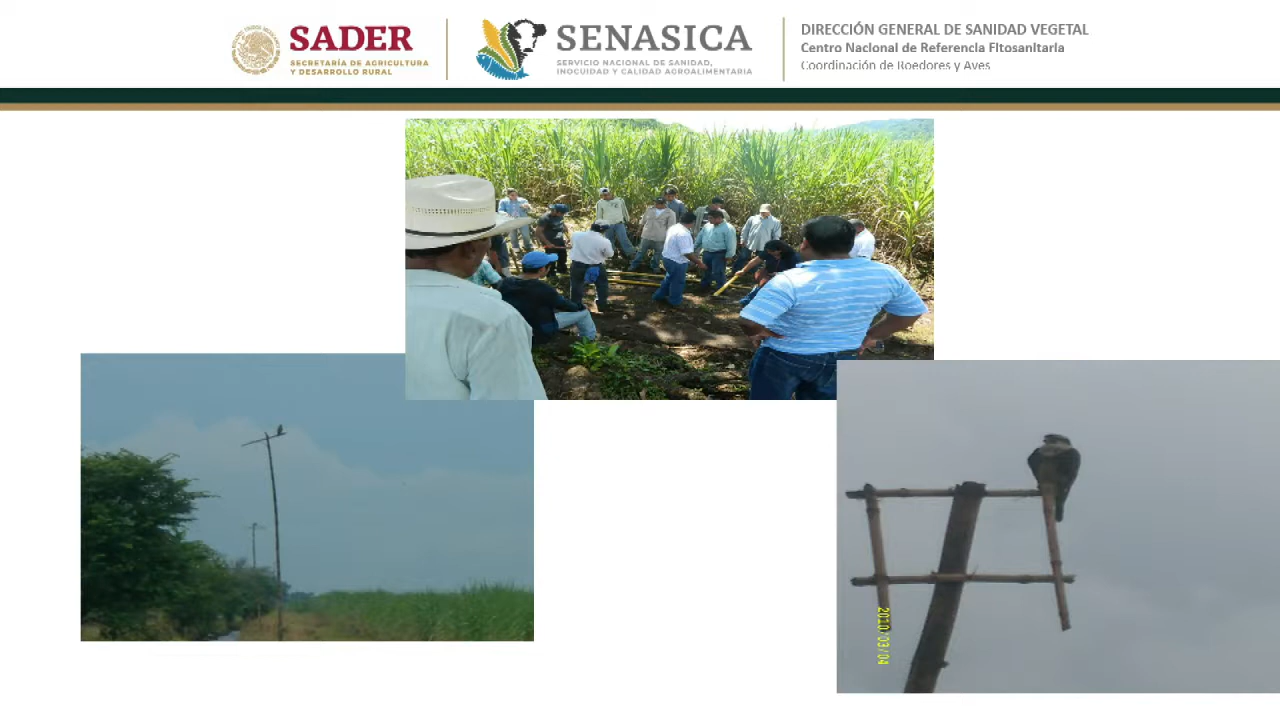 SADER
SECRETARÍA DE AGRICULTURA
Y DESARROLLO RURAL
SENASICA
SERVICIO NACIONAL DE SANIDAD,
INOCUIDAD Y CALIDAD AGROALIMENTARIA
DIRECCIÓN GENERAL DE SANIDAD VEGETAL
Centro Nacional de Referencia Fitosanitaria
Coordinación de Roedores y Aves
2010/03/04